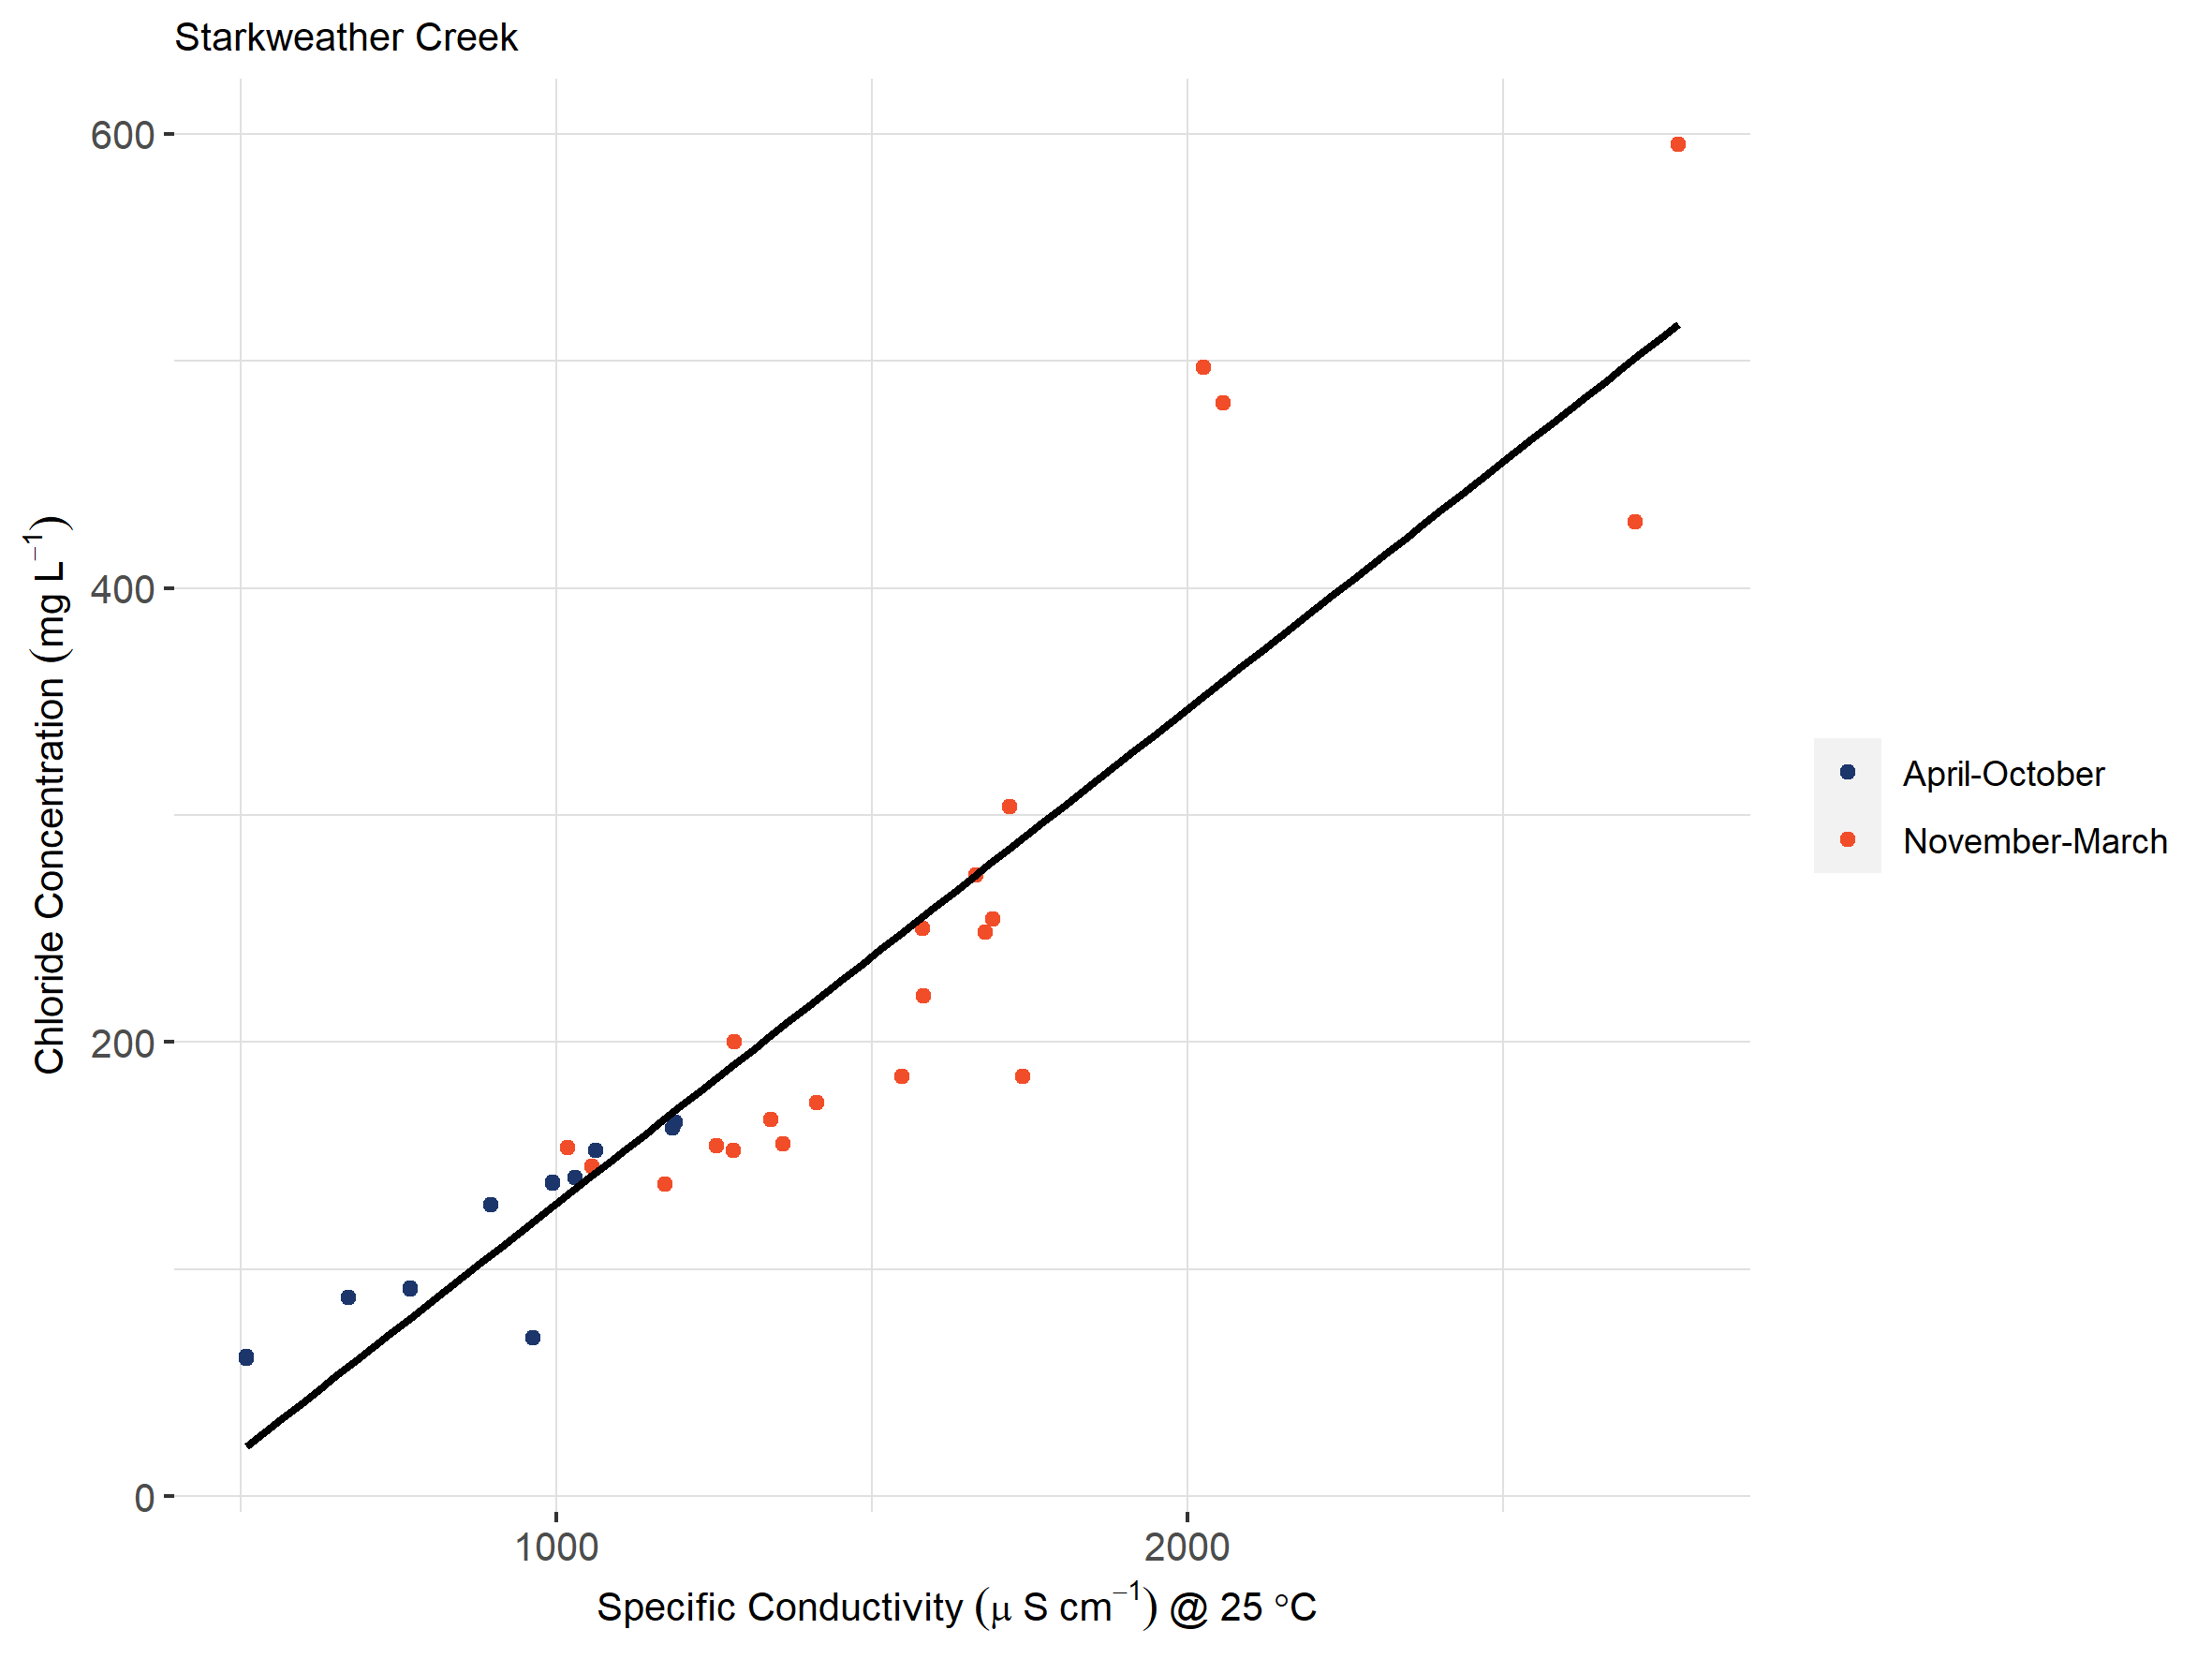 Starkweather Creek
600
400
200
0
Chloride Concentration (mg L⁻¹)
1000
2000
Specific Conductivity (μ S cm⁻¹) @ 25 °C
April-October
November-March